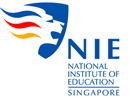 NIE
NATIONAL
INSTITUTE OF
EDUCATION
SINGAPORE